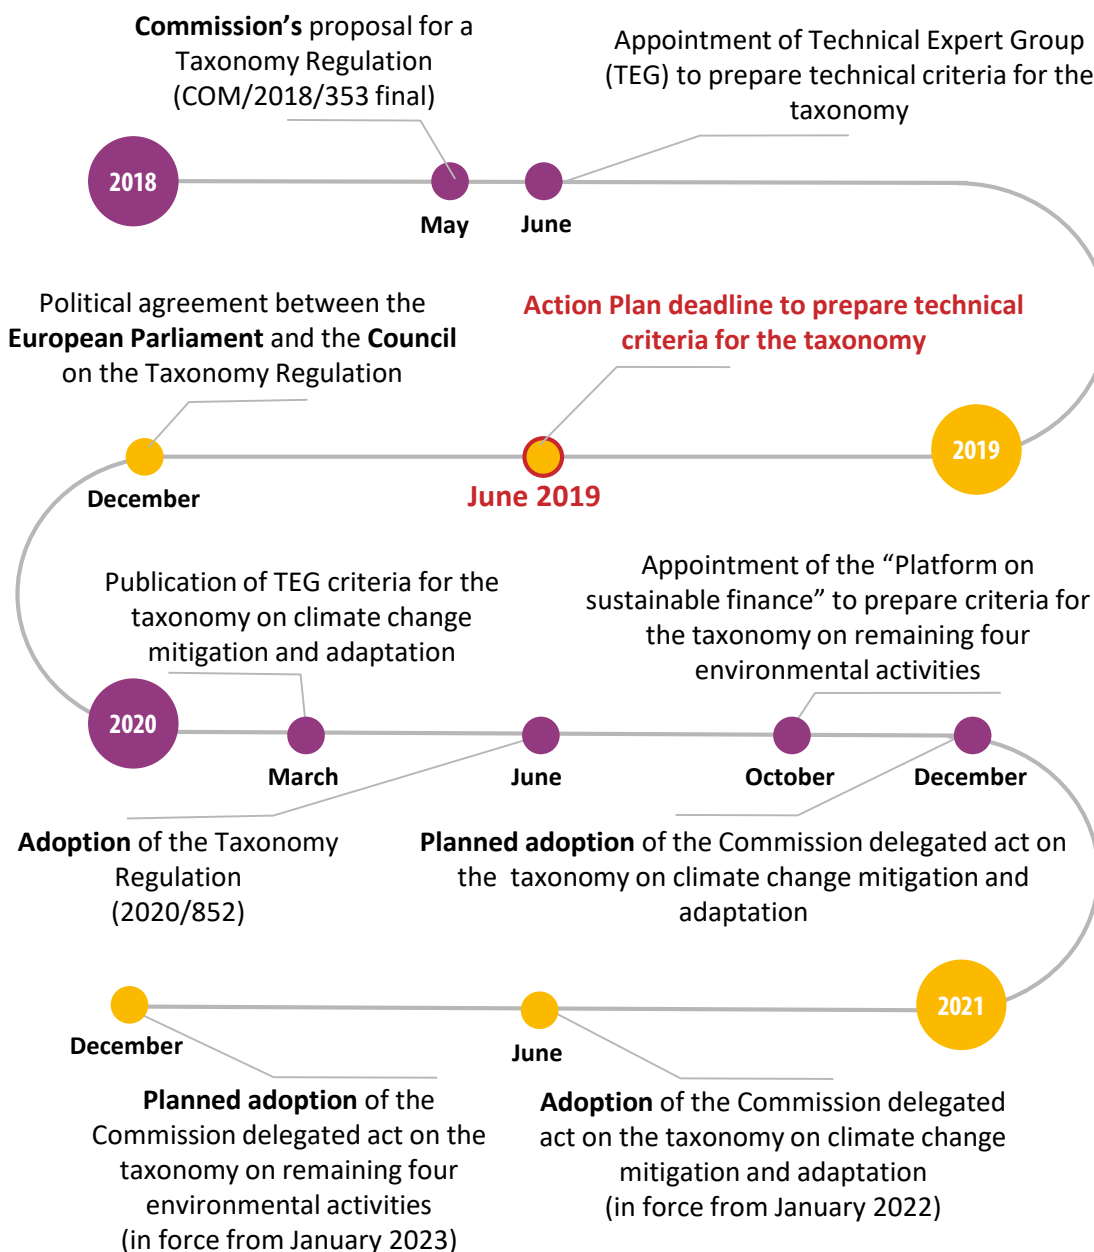 Commission’s proposal for a
Taxonomy Regulation
(COM/2018/353 final)
Appointment of Technical Expert Group
(TEG) to prepare technical criteria for the
taxonomy
2018
May
June
Political agreement between the
European Parliament and the Council
on the Taxonomy Regulation
Action Plan deadline to prepare technical
criteria for the taxonomy
2019
December
June 2019
Publication of TEG criteria for the
taxonomy on climate change
mitigation and adaptation
Appointment of the “Platform on
sustainable finance” to prepare criteria for
the taxonomy on remaining four
environmental activities
2020
March
June
October
December
Adoption of the Taxonomy
Regulation
(2020/852)
Planned adoption of the Commission delegated act on
the taxonomy on climate change mitigation and
adaptation
2021
December
June
Planned adoption of the
Commission delegated act on the
taxonomy on remaining four
environmental activities
(in force from January 2023)
Adoption of the Commission delegated
act on the taxonomy on climate change
mitigation and adaptation
(in force from January 2022)